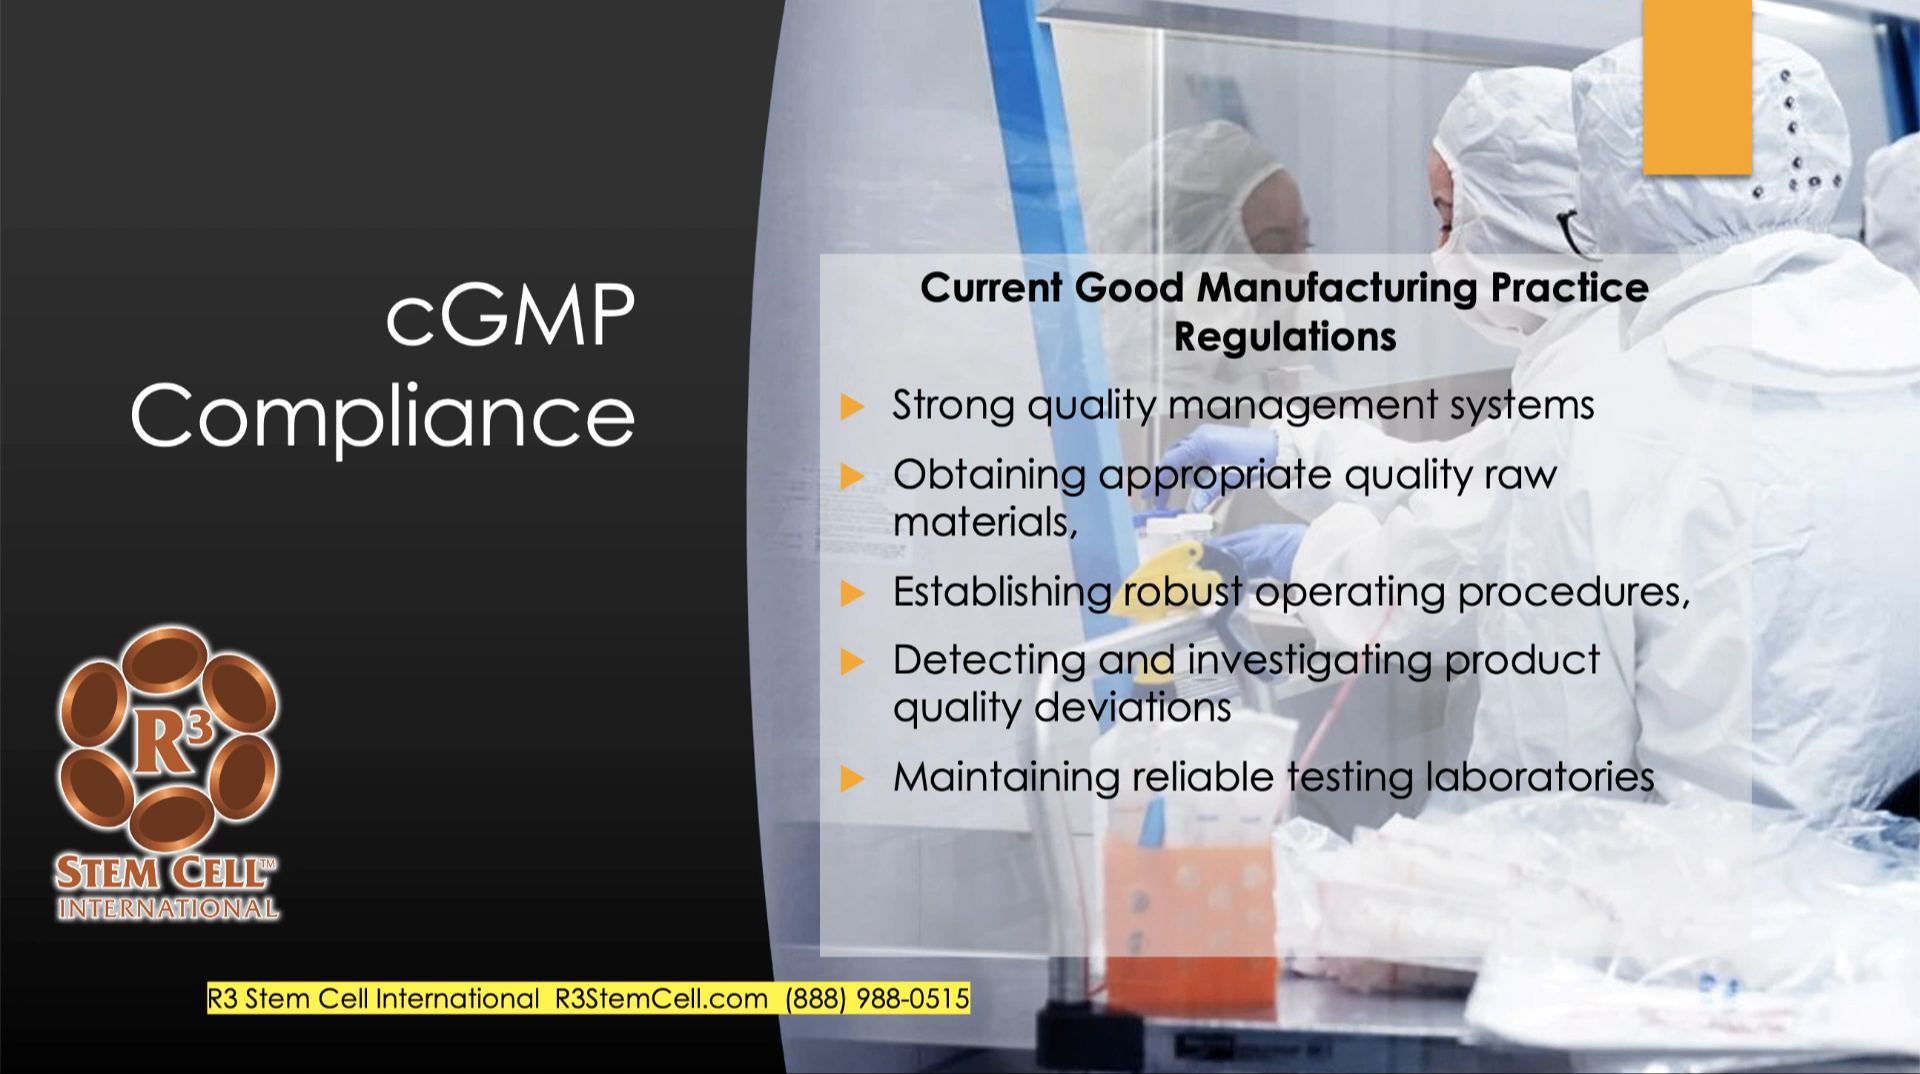 cGMP
Compliance
Current Good Manufacturing Practice
Regulations
Strong quality management systems
Obtaining appropriate quality raw
materials,
Establishing robust operating procedures,
Detecting and investigating product
quality deviations
Maintaining reliable testing laboratories
R3
STEM CELL™
INTERNATIONAL
R3 Stem Cell International  R3StemCell.com  (888) 988-0515